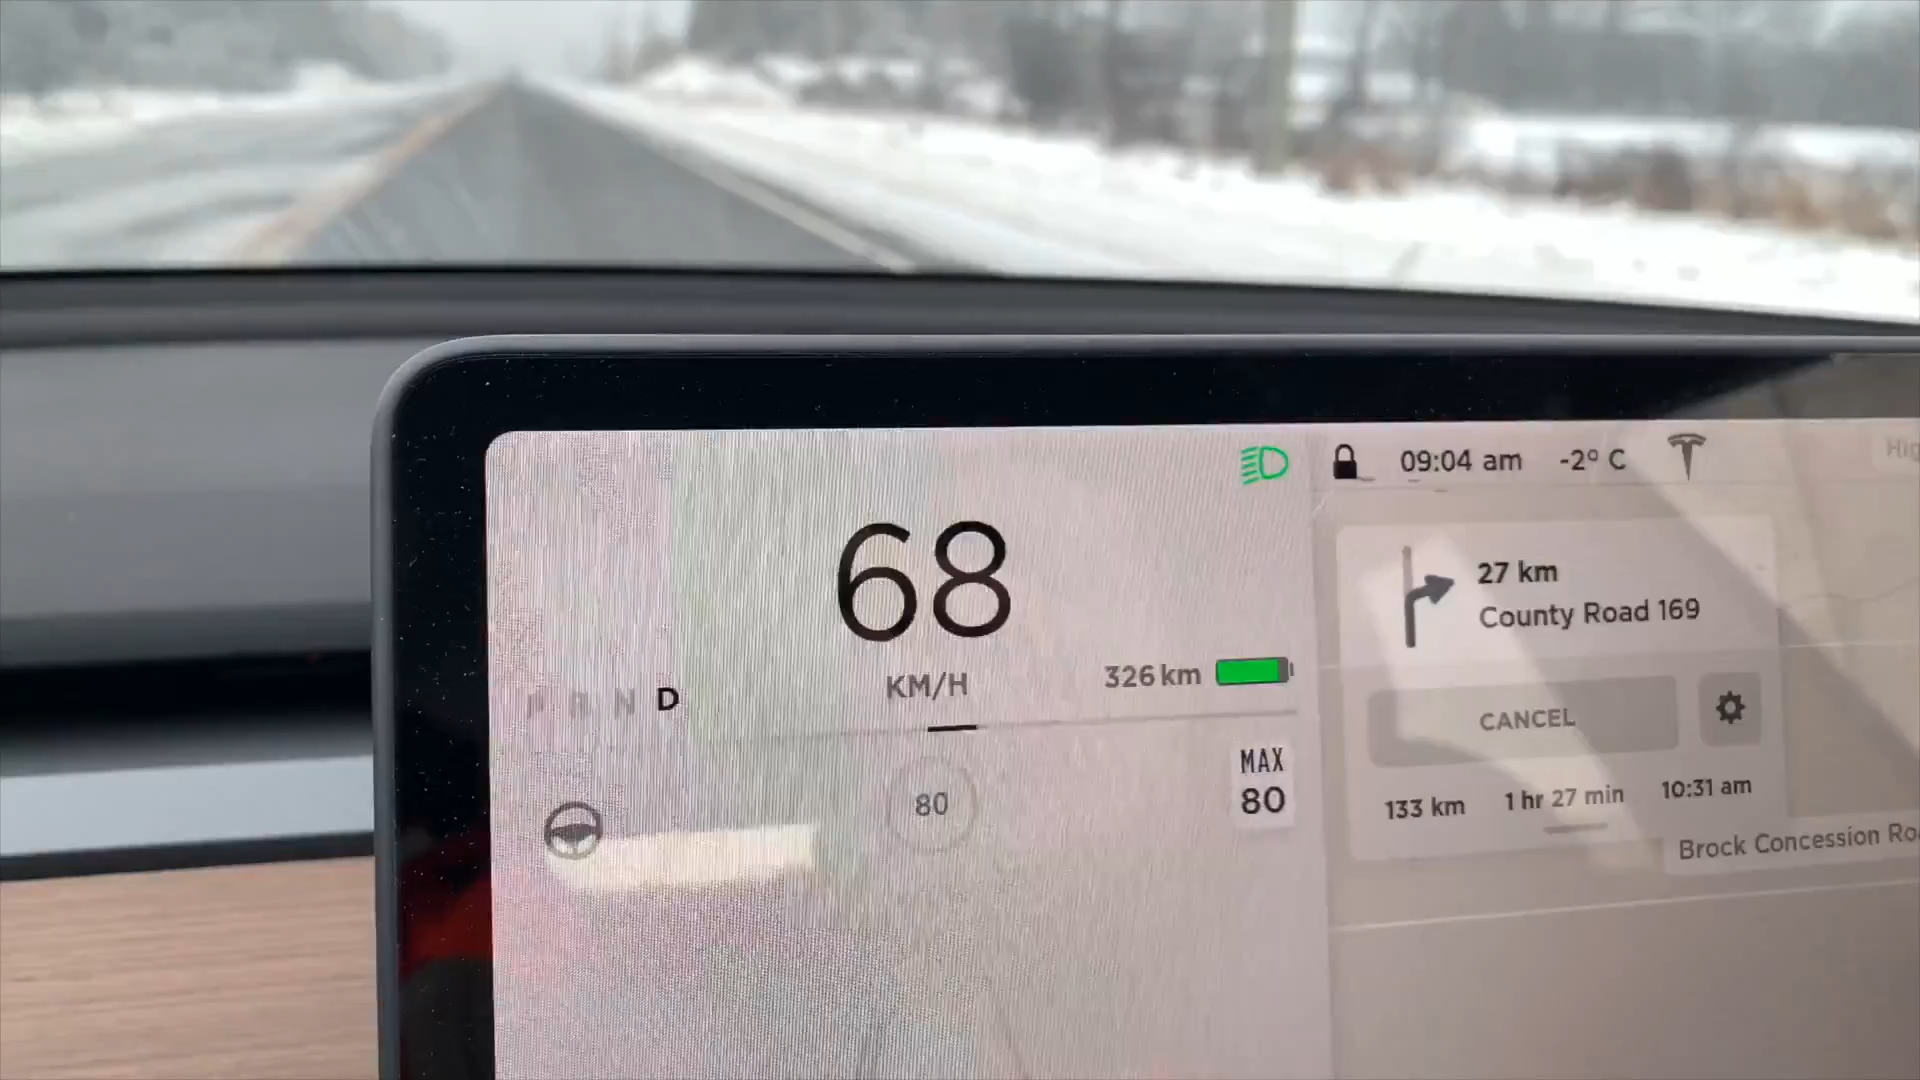 09:04 am -2° C
68
KM/H
326 km
P R N D
80
MAX
80
27 km
County Road 169
CANCEL
133 km 1 hr 27 min 10:31 am
Brock Concession Ro